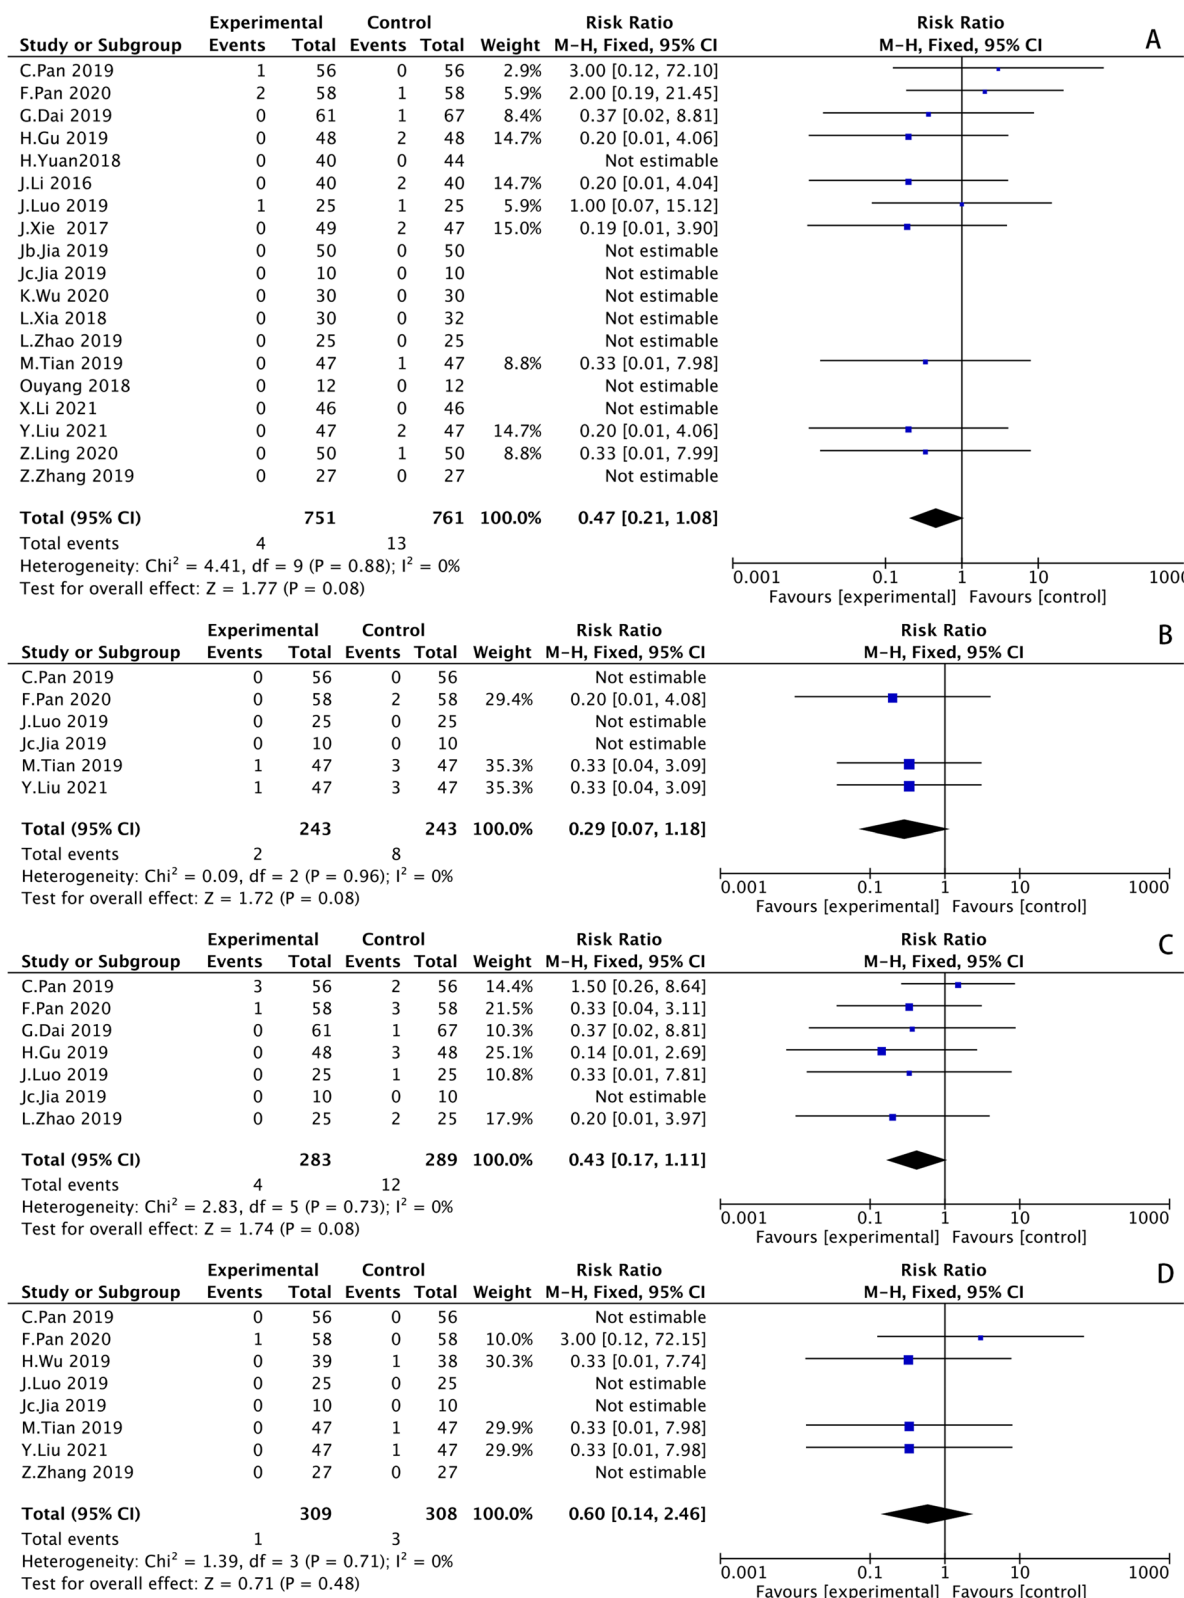 Experimental Control Risk Ratio Risk Ratio
Study or Subgroup Events Total Events Total Weight M-H, Fixed, 95% CI M-H, Fixed, 95% CI A
C.Pan 2019 1 56 0 56 2.9% 3.00 [0.12, 72.10]
F.Pan 2020 2 58 1 58 5.9% 2.00 [0.19, 21.45]
G.Dai 2019 0 61 1 67 8.4% 0.37 [0.02, 8.81]
H.Gu 2019 0 48 2 48 14.7% 0.20 [0.01, 4.06]
H.Yuan2018 0 40 0 44 Not estimable
J.Li 2016 0 40 2 40 14.7% 0.20 [0.01, 4.04]
J.Luo 2019 1 25 1 25 5.9% 1.00 [0.07, 15.12]
J.Xie 2017 0 49 2 47 15.0% 0.19 [0.01, 3.90]
Jb.Jia 2019 0 50 0 50 Not estimable
Jc.Jia 2019 0 10 0 10 Not estimable
K.Wu 2020 0 30 0 30 Not estimable
L.Xia 2018 0 30 0 32 Not estimable
L.Zhao 2019 0 25 0 25 Not estimable
M.Tian 2019 0 47 1 47 8.8% 0.33 [0.01, 7.98]
Ouyang 2018 0 12 0 12 Not estimable
X.Li 2021 0 46 0 46 Not estimable
Y.Liu 2021 0 47 2 47 14.7% 0.20 [0.01, 4.06]
Z.Ling 2020 0 50 1 50 8.8% 0.33 [0.01, 7.99]
Z.Zhang 2019 0 27 0 27 Not estimable
Total (95% CI) 751 761 100.0% 0.47 [0.21, 1.08]
Total events 4 13
Heterogeneity: Chi² = 4.41, df = 9 (P = 0.88); I² = 0%
Test for overall effect: Z = 1.77 (P = 0.08)
0.001 0.1 1 10 1000
Favours [experimental] Favours [control]
Experimental Control Risk Ratio Risk Ratio B
Study or Subgroup Events Total Events Total Weight M-H, Fixed, 95% CI M-H, Fixed, 95% CI
C.Pan 2019 0 56 0 56 Not estimable
F.Pan 2020 0 58 2 58 29.4% 0.20 [0.01, 4.08]
J.Luo 2019 0 25 0 25 Not estimable
Jc.Jia 2019 0 10 0 10 Not estimable
M.Tian 2019 1 47 3 47 35.3% 0.33 [0.04, 3.09]
Y.Liu 2021 1 47 3 47 35.3% 0.33 [0.04, 3.09]
Total (95% CI) 243 243 100.0% 0.29 [0.07, 1.18]
Total events 2 8
Heterogeneity: Chi² = 0.09, df = 2 (P = 0.96); I² = 0%
Test for overall effect: Z = 1.72 (P = 0.08)
0.001 0.1 1 10 1000
Favours [experimental] Favours [control]
Experimental Control Risk Ratio Risk Ratio C
Study or Subgroup Events Total Events Total Weight M-H, Fixed, 95% CI M-H, Fixed, 95% CI
C.Pan 2019 3 56 2 56 14.4% 1.50 [0.26, 8.64]
F.Pan 2020 1 58 3 58 21.5% 0.33 [0.04, 3.11]
G.Dai 2019 0 61 1 67 10.3% 0.37 [0.02, 8.81]
H.Gu 2019 0 48 3 48 25.1% 0.14 [0.01, 2.69]
J.Luo 2019 0 25 1 25 10.8% 0.33 [0.01, 7.81]
Jc.Jia 2019 0 10 0 10 Not estimable
L.Zhao 2019 0 25 2 25 17.9% 0.20 [0.01, 3.97]
Total (95% CI) 283 289 100.0% 0.43 [0.17, 1.11]
Total events 4 12
Heterogeneity: Chi² = 2.83, df = 5 (P = 0.73); I² = 0%
Test for overall effect: Z = 1.74 (P = 0.08)
0.001 0.1 1 10 1000
Favours [experimental] Favours [control]
Experimental Control Risk Ratio Risk Ratio D
Study or Subgroup Events Total Events Total Weight M-H, Fixed, 95% CI M-H, Fixed, 95% CI
C.Pan 2019 0 56 0 56 Not estimable
F.Pan 2020 1 58 0 58 10.0% 3.00 [0.12, 72.15]
H.Wu 2019 0 39 1 38 30.3% 0.33 [0.01, 7.74]
J.Luo 2019 0 25 0 25 Not estimable
Jc.Jia 2019 0 10 0 10 Not estimable
M.Tian 2019 0 47 1 47 29.9% 0.33 [0.01, 7.98]
Y.Liu 2021 0 47 1 47 29.9% 0.33 [0.01, 7.98]
Z.Zhang 2019 0 27 0 27 Not estimable
Total (95% CI) 309 308 100.0% 0.60 [0.14, 2.46]
Total events 1 3
Heterogeneity: Chi² = 1.39, df = 3 (P = 0.71); I² = 0%
Test for overall effect: Z = 0.71 (P = 0.48)
0.001 0.1 1 10 1000
Favours [experimental] Favours [control]